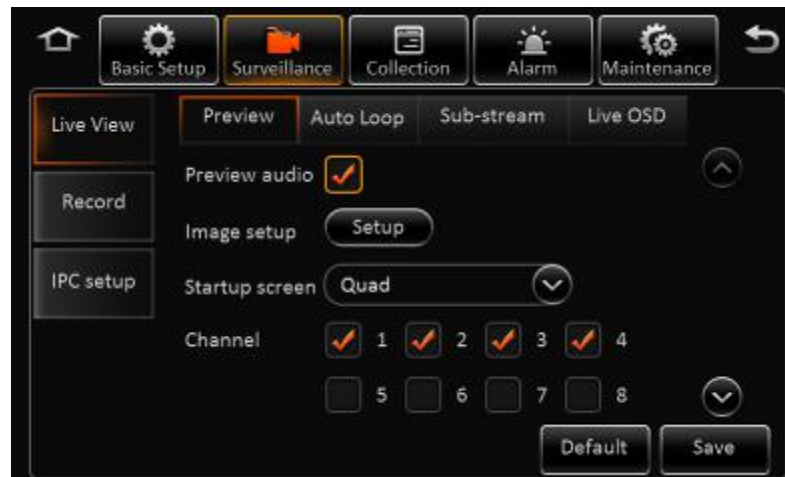 Basic Setup Surveillance Collection Alarm Maintenance
Live View Preview Auto Loop Sub-stream Live OSD
Preview audio
Record
Image setup Setup
IPC setup Startup screen Quad
Channel 1 2 3 4
5 6 7 8
Default Save